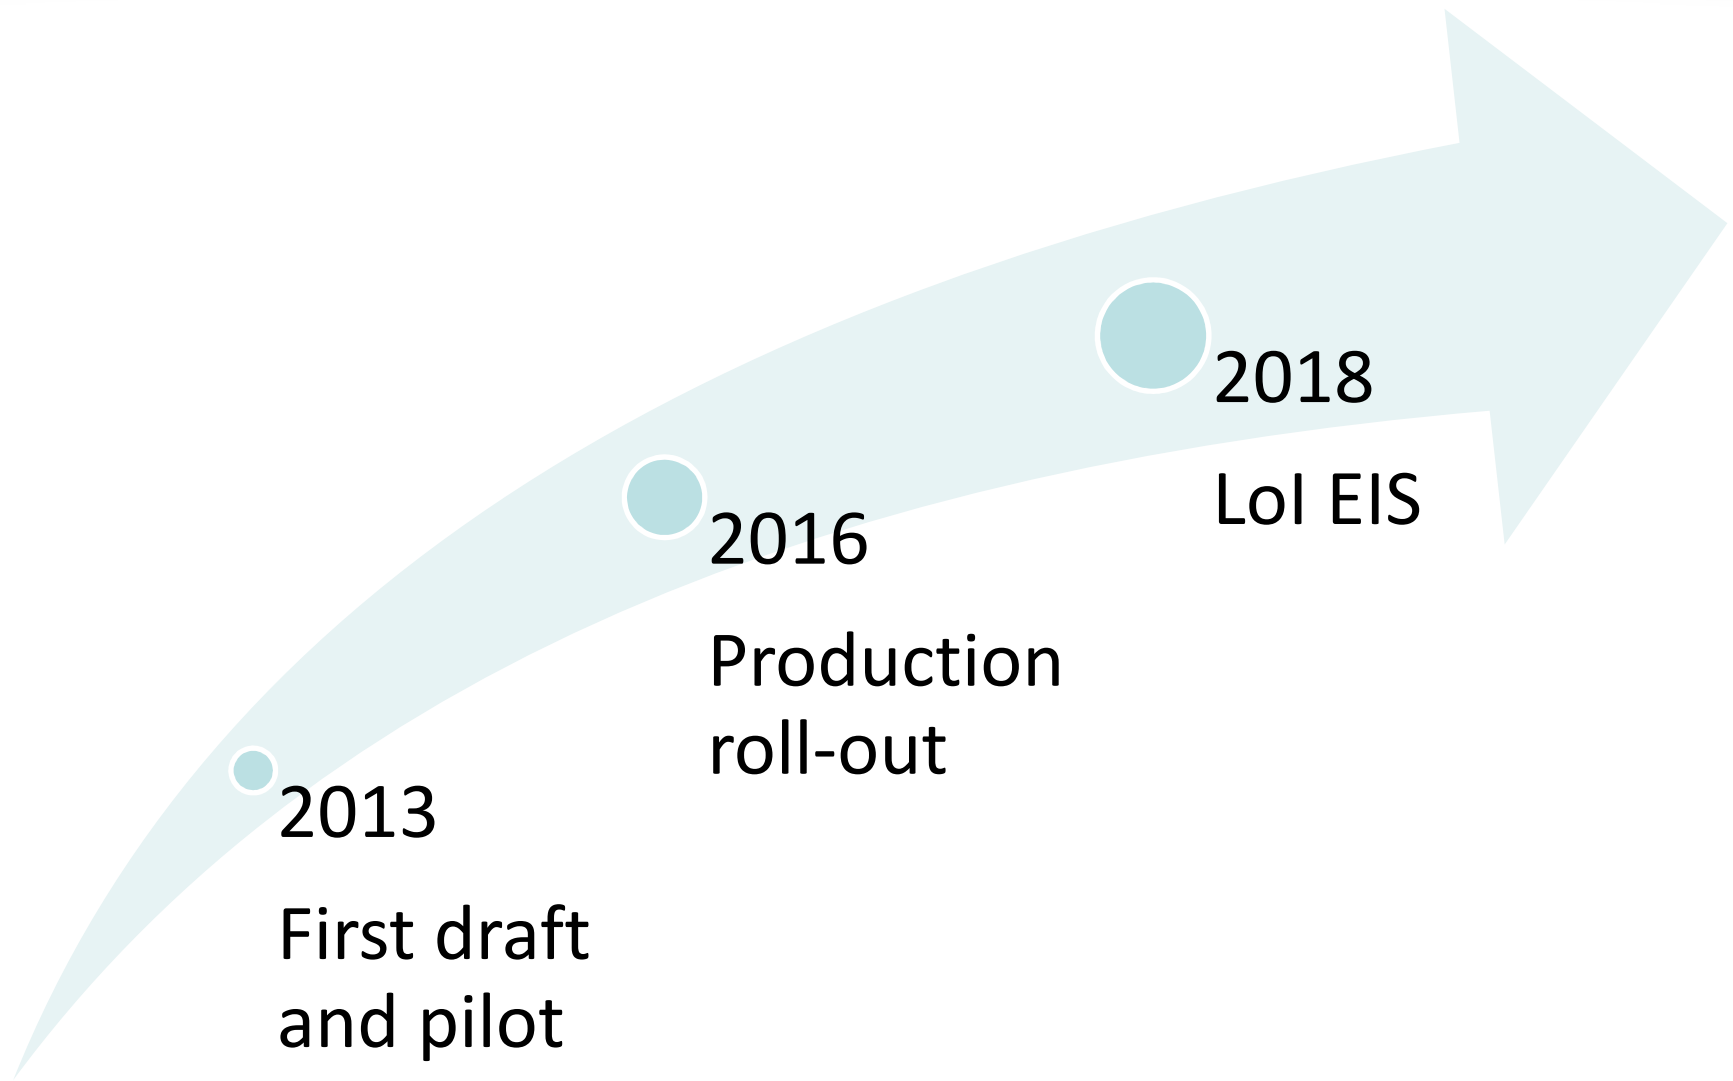 2013
First draft
and pilot
2016
Production
roll-out
2018
LoI EIS